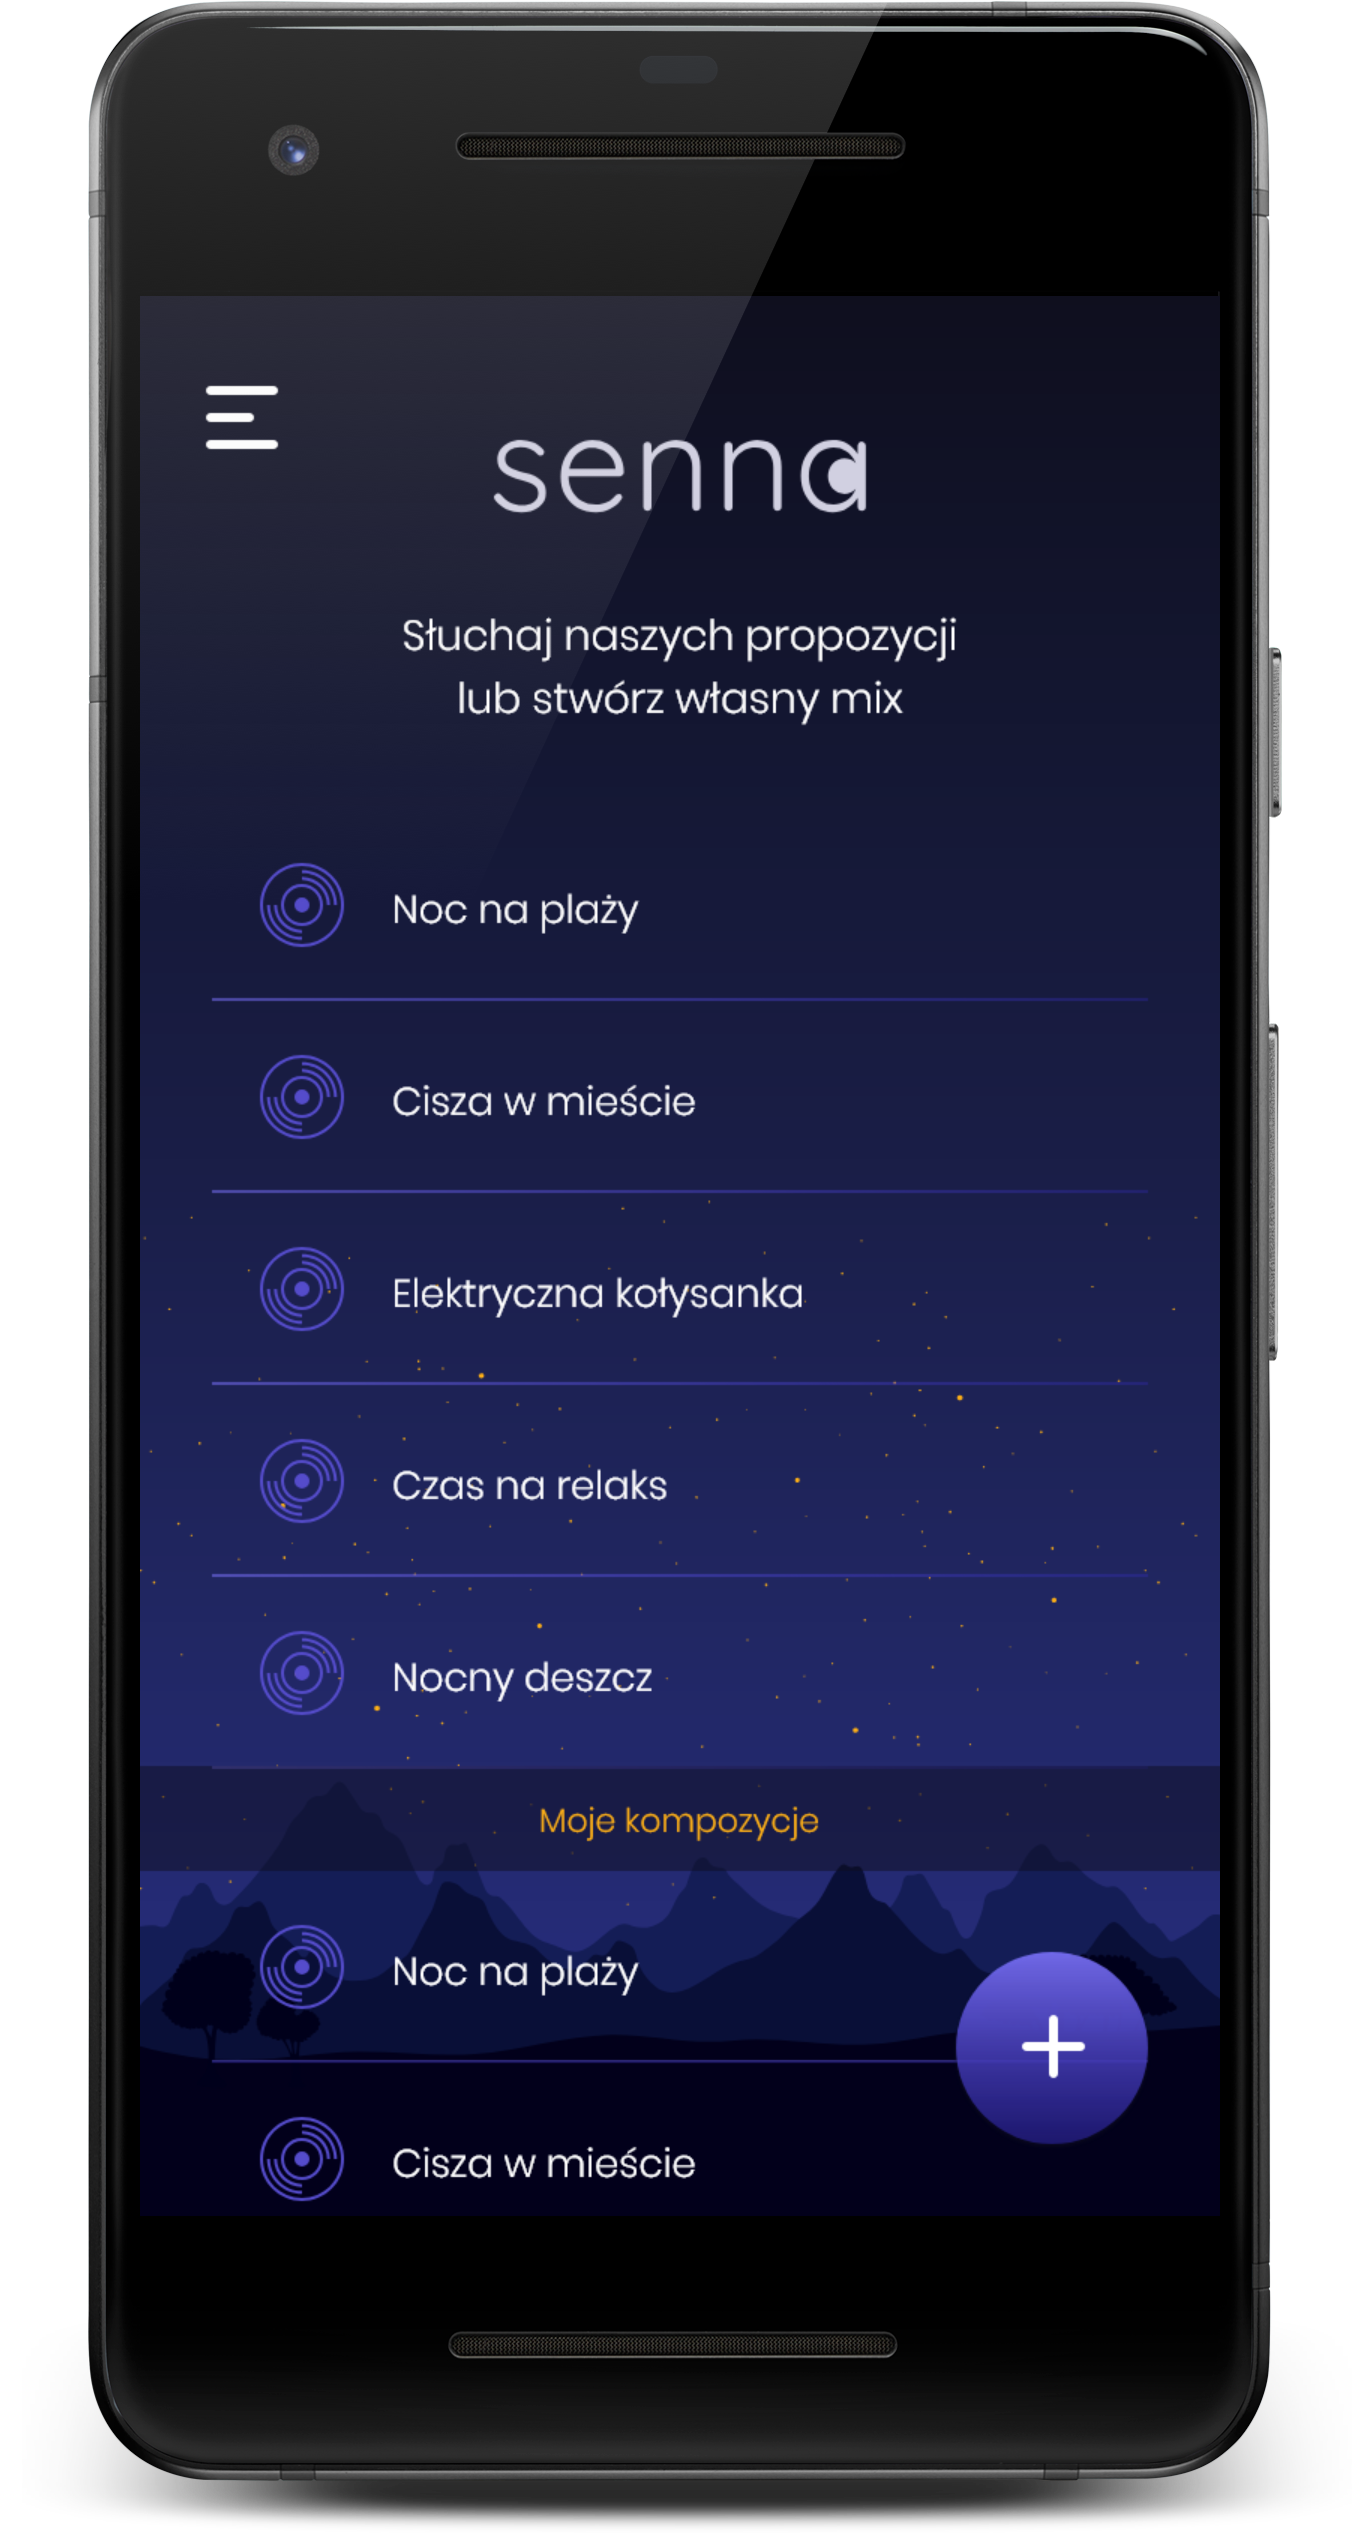 senna
Słuchaj naszych propozycji
lub stwórz własny mix
Noc na plaży
Cisza w mieście
Elektryczna kołysanka
Czas na relaks
Nocny deszcz
Moje kompozycje
Noc na plaży
Cisza w mieście